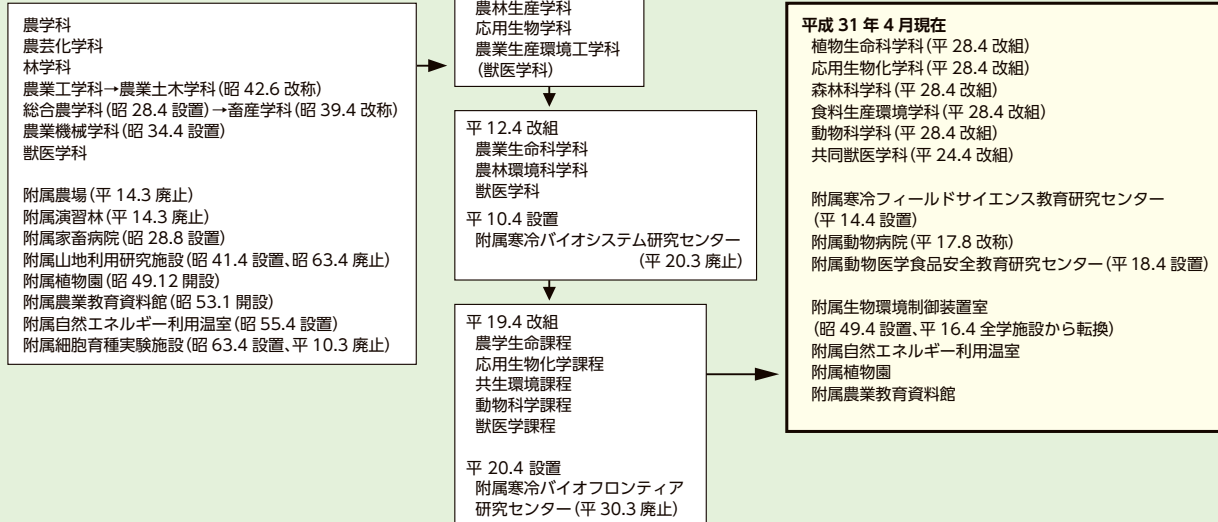 農学科
農芸化学科
林学科
農業工学科→農業土木学科(昭 42.6 改称)
総合農学科(昭 28.4 設置)→畜産学科(昭 39.4 改称)
農業機械学科(昭 34.4 設置)
獣医学科
附属農場(平 14.3 廃止)
附属演習林(平 14.3 廃止)
附属家畜病院(昭 28.8 設置)
附属山地利用研究施設(昭 41.4 設置、昭 63.4 廃止)
附属植物園(昭 49.12 開設)
附属農業教育資料館(昭 53.1 開設)
附属自然エネルギー利用温室(昭 55.4 設置)
附属細胞育種実験施設(昭 63.4 設置、平 10.3 廃止)
農林生産学科
応用生物学科
農業生産環境工学科
(獣医学科)
平 12.4 改組
農業生命科学科
農林環境科学科
獣医学科
平 10.4 設置
附属寒冷バイオシステム研究センター
(平 20.3 廃止)
平 19.4 改組
農学生命課程
応用生物化学課程
共生環境課程
動物科学課程
獣医学課程
平 20.4 設置
附属寒冷バイオフロンティア
研究センター(平 30.3 廃止)
平成 31 年 4 月現在
植物生命科学科(平 28.4 改組)
応用生物化学科(平 28.4 改組)
森林科学科(平 28.4 改組)
食料生産環境学科(平 28.4 改組)
動物科学科(平 28.4 改組)
共同獣医学科(平 24.4 改組)
附属寒冷フィールドサイエンス教育研究センター
(平 14.4 設置)
附属動物病院(平 17.8 改称)
附属動物医学食品安全教育研究センター(平 18.4 設置)
附属生物環境制御装置室
(昭 49.4 設置、平 16.4 全学施設から転換)
附属自然エネルギー利用温室
附属植物園
附属農業教育資料館